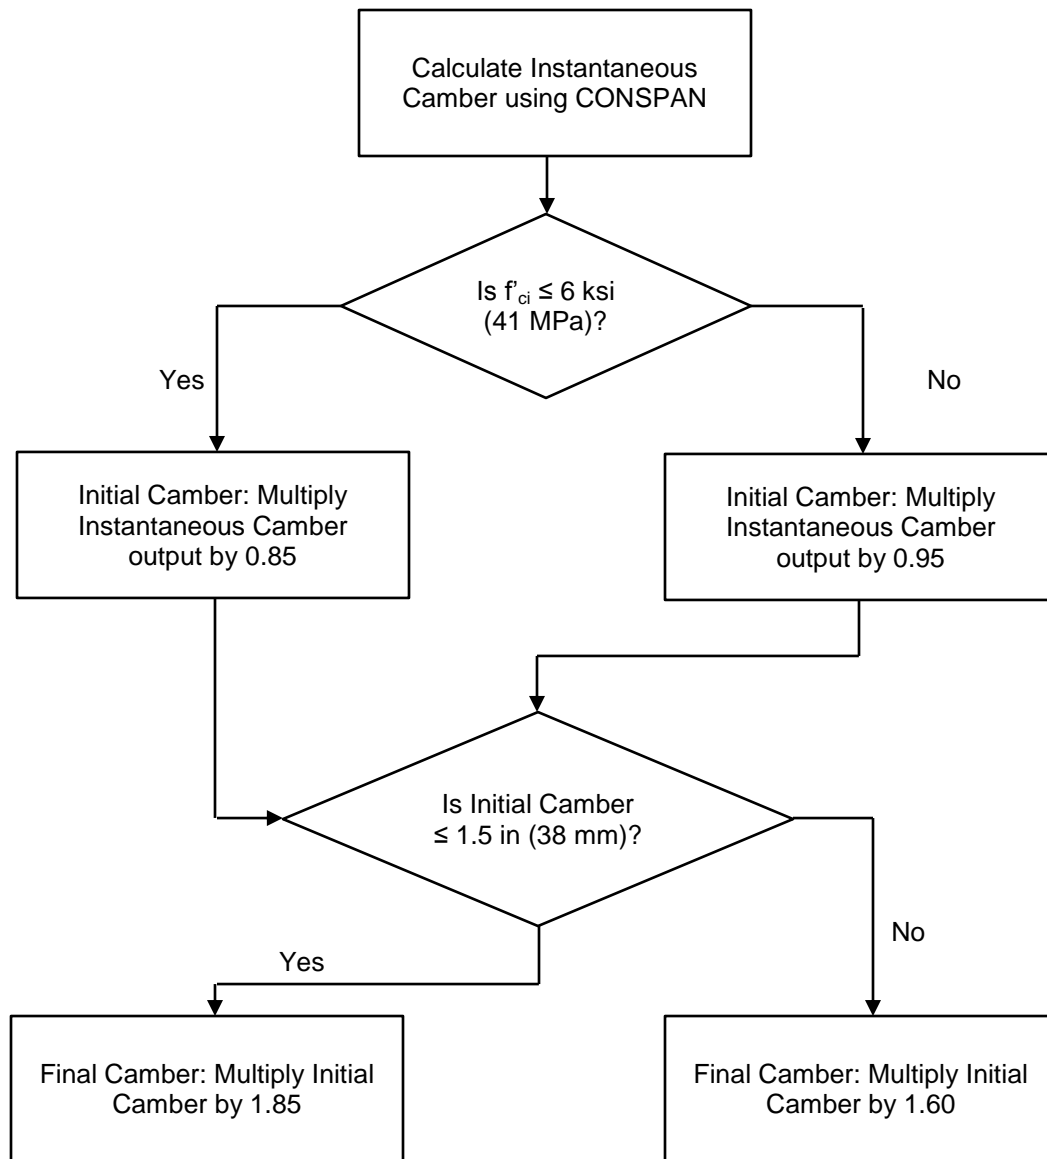 Calculate Instantaneous
Camber using CONSPAN
Is f'ci ≤ 6 ksi
(41 MPa)?
Yes
No
Initial Camber: Multiply
Instantaneous Camber
output by 0.85
Initial Camber: Multiply
Instantaneous Camber
output by 0.95
Is Initial Camber
≤ 1.5 in (38 mm)?
Yes
No
Final Camber: Multiply Initial
Camber by 1.85
Final Camber: Multiply Initial
Camber by 1.60